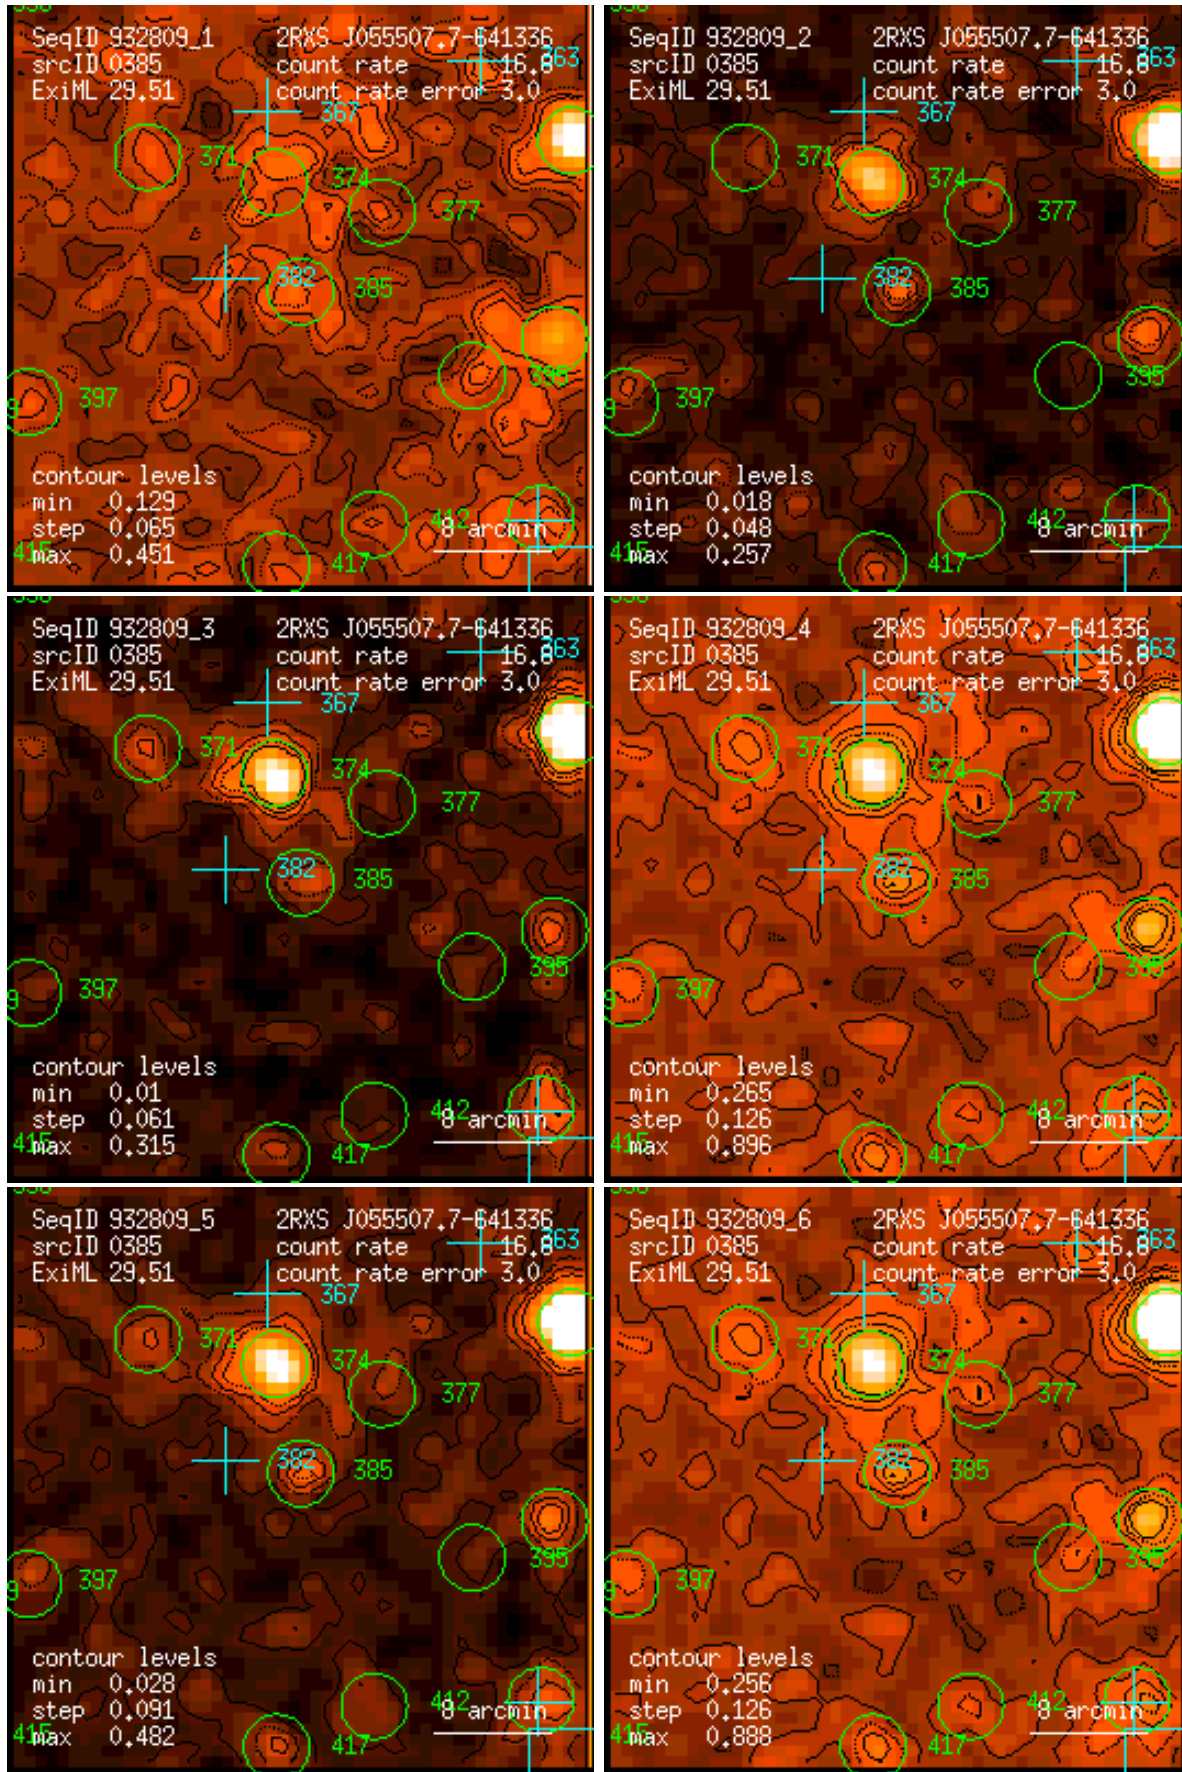 SeqID 932809_1 2RXS J055507.7-641336
srcID 0385 count rate 16.8 363
ExiML 29.51 count rate error 3.0
367
371
374
377
382
385
395
397
9
contour levels
min 0.129
step 0.065 412 8 arcmin
max 0.451 417
415
SeqID 932809_2 2RXS J055507.7-641336
srcID 0385 count rate 16.8 363
ExiML 29.51 count rate error 3.0
367
371
374
377
382
385
395
397
9
contour levels
min 0.018
step 0.048 412 8 arcmin
max 0.257 417
415
SeqID 932809_3 2RXS J055507.7-641336
srcID 0385 count rate 16.8 363
ExiML 29.51 count rate error 3.0
367
371
374
377
382
385
395
397
9
contour levels
min 0.01
step 0.061 412 8 arcmin
max 0.315 417
415
SeqID 932809_4 2RXS J055507.7-641336
srcID 0385 count rate 16.8 363
ExiML 29.51 count rate error 3.0
367
371
374
377
382
385
395
397
9
contour levels
min 0.265
step 0.126 412 8 arcmin
max 0.896 417
415
SeqID 932809_5 2RXS J055507.7-641336
srcID 0385 count rate 16.8 363
ExiML 29.51 count rate error 3.0
367
371
374
377
382
385
395
397
9
contour levels
min 0.028
step 0.091 412 8 arcmin
max 0.482 417
415
SeqID 932809_6 2RXS J055507.7-641336
srcID 0385 count rate 16.8 363
ExiML 29.51 count rate error 3.0
367
371
374
377
382
385
395
397
9
contour levels
min 0.256
step 0.126 412 8 arcmin
max 0.888 417
415